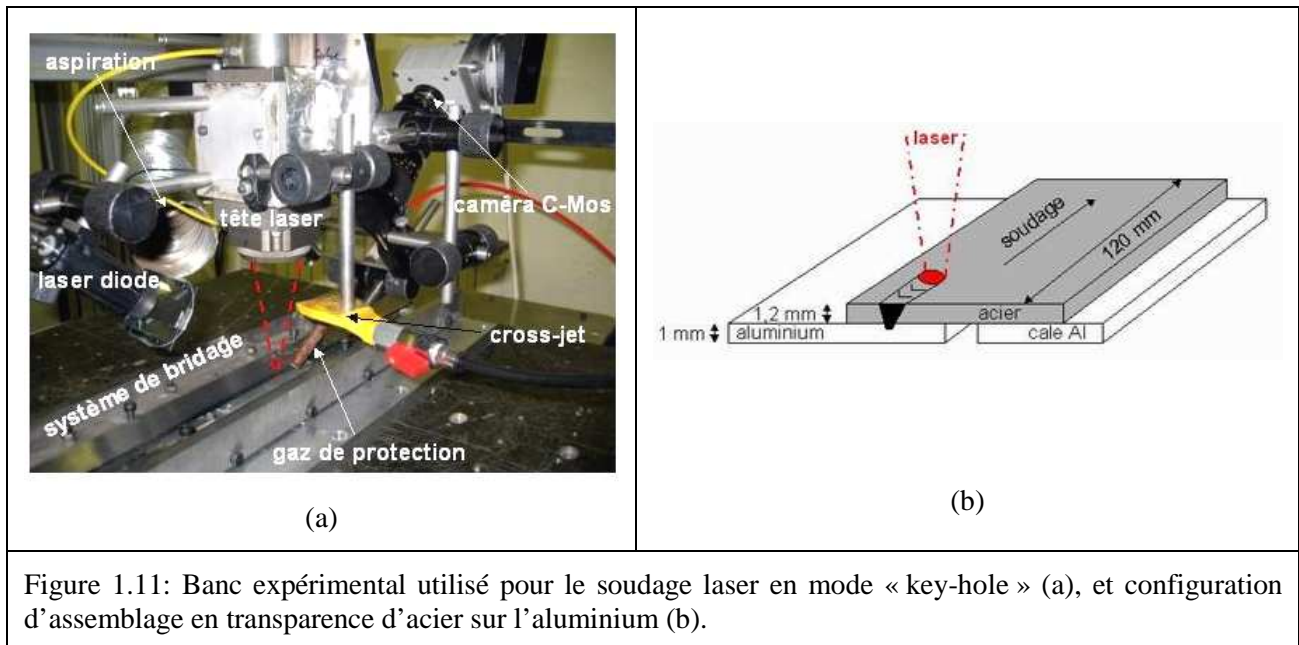 aspiration
tête laser
caméra C-Mos
laser diode
cross-jet
système de bridage
gaz de protection
(a)
laser
soudage
120 mm
1,2 mm
acier
1 mm
aluminium
cale Al
(b)
Figure 1.11: Banc expérimental utilisé pour le soudage laser en mode « key-hole » (a), et configuration
d’assemblage en transparence d’acier sur l’aluminium (b).